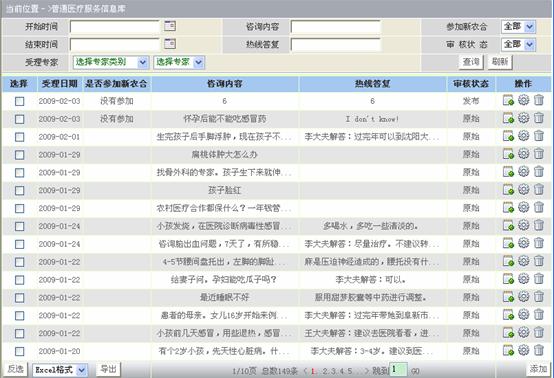 当前位置 - >普通医疗服务信息库
开始时间 咨询内容 参加新农合 全部
结束时间 热线答复 审 核 状 态 全部
受理专家 选择专家类别 选择专家 查询 刷新
选择 受理日期 是否参加新农合 咨询内容 热线答复 审核状态 操作
2009-02-03 没有参加 6 6 发布
2009-02-03 没有参加 怀孕后能不能吃感冒药 I don't know! 原始
2009-02-01 生完孩子后手脚浮肿，现在孩子不... 李大夫解答：过完年可以到沈阳大... 原始
2009-01-29 扁桃体肿大怎么办 原始
2009-01-29 找骨外科的专家。孩子生下来就伸... 原始
2009-01-29 孩子脸红 原始
2009-01-29 农村医疗合作都保什么？一年钱管... 原始
2009-01-24 小孩发烧，在医院诊断病毒性感冒... 多喝水，多吃一些清淡的。 原始
2009-01-24 咨询脑出血问题，7天了，有所稳... 李大夫解答：尽量治疗。不建议转... 原始
2009-01-22 4-5节腰间盘托出，左脚的脚趾... 麻是压迫神经造成的，腰托没有什... 原始
2009-01-22 给妻子问。孕妇能吃瓜子吗？ 李大夫解答：可以。 原始
2009-01-22 最近睡眠不好 服用甜梦胶囊等中药进行调整。 原始
2009-01-22 患者的母亲。女儿16岁开始来例... 李大夫解答：过完年带她到阜新市... 原始
2009-01-22 小孩前几天感冒，用些退热，感冒... 王大夫解答：建议去医院看看，进... 原始
2009-01-20 有个2岁小孩，先天性心脏病。什... 李大夫解答：3-4岁。建议到医... 原始
反选 Excel格式 导出 1/10页 总数149条 < 1. 2.3.4.5...> 转到 1 GO 添加